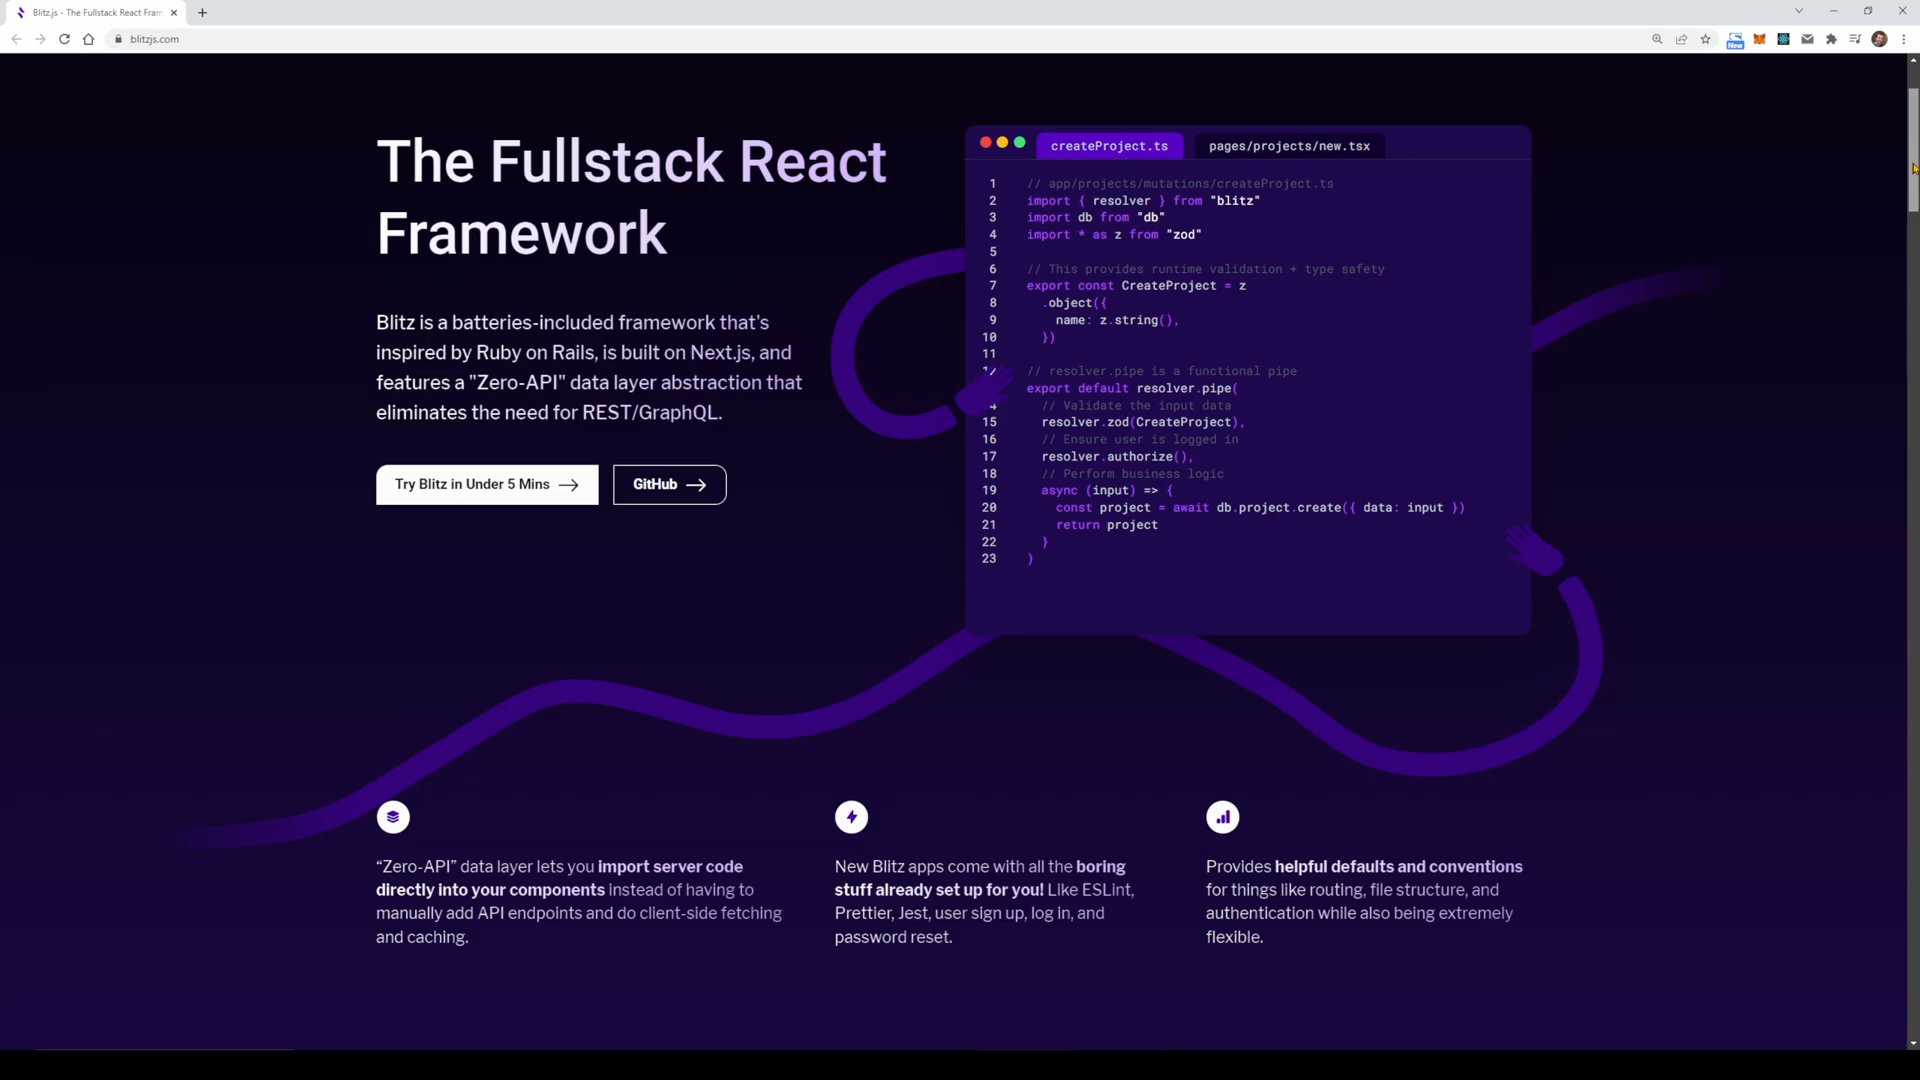 Blitz.js - The Fullstack React Fram
blitzjs.com
New
The Fullstack React
Framework
Blitz is a batteries-included framework that's
inspired by Ruby on Rails, is built on Next.js, and
features a "Zero-API" data layer abstraction that
eliminates the need for REST/GraphQL.
Try Blitz in Under 5 Mins
GitHub
createProject.ts
pages/projects/new.tsx
1 // app/projects/mutations/createProject.ts
2 import { resolver } from "blitz"
3 import db from "db"
4 import * as z from "zod"
5
6 // This provides runtime validation + type safety
7 export const CreateProject = z
8 .object({
9 name: z.string(),
10 })
11
// resolver.pipe is a functional pipe
export default resolver.pipe(
4 // Validate the input data
15 resolver.zod(CreateProject),
16 // Ensure user is logged in
17 resolver.authorize(),
18 // Perform business logic
19 async (input) => {
20 const project = await db.project.create({ data: input })
21 return project
22 }
23 )
“Zero-API” data layer lets you import server code
directly into your components instead of having to
manually add API endpoints and do client-side fetching
and caching.
New Blitz apps come with all the boring
stuff already set up for you! Like ESLint,
Prettier, Jest, user sign up, log in, and
password reset.
Provides helpful defaults and conventions
for things like routing, file structure, and
authentication while also being extremely
flexible.